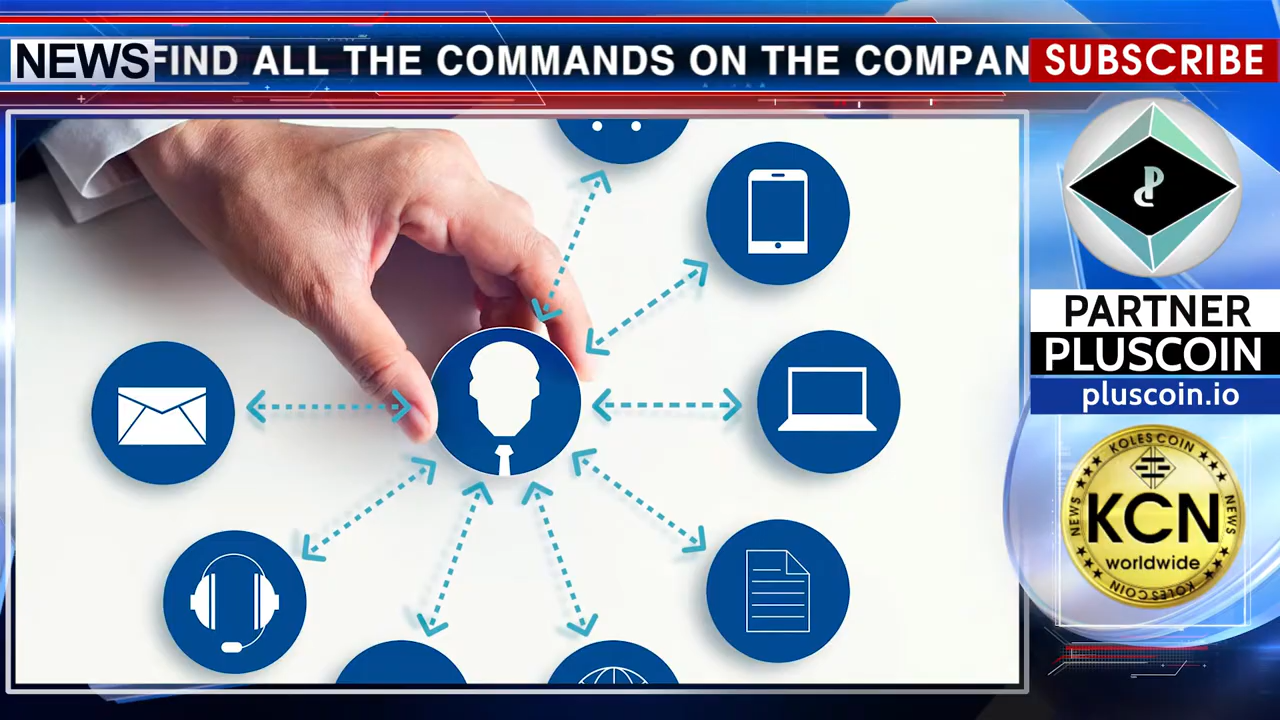 NEWS
FIND ALL THE COMMANDS ON THE COMPAN
SUBSCRIBE
PARTNER
PLUSCOIN
pluscoin.io
KOLES COIN
NEWS
KCN
NEWS
worldwide
KOLES COIN